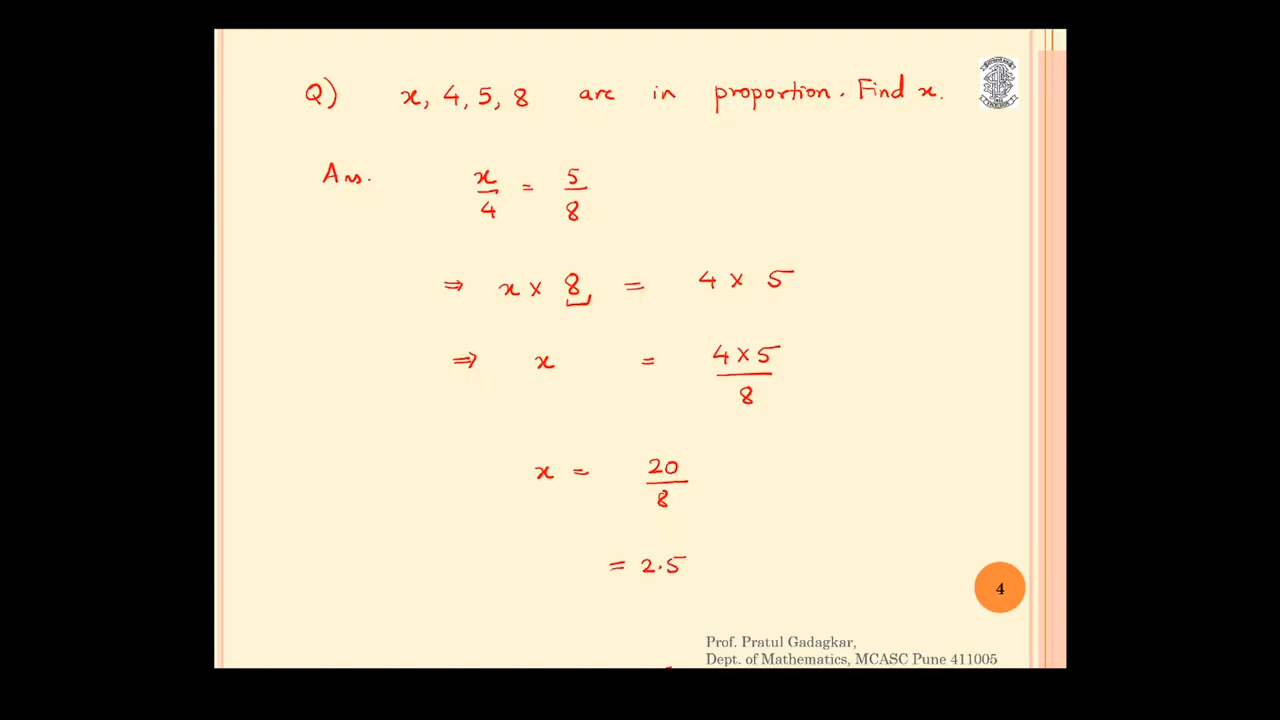 Q) x, 4, 5, 8 are in proportion. Find x.
Ans. x/4 = 5/8
⇒ x × 8 = 4 × 5
⇒ x = 4 × 5 / 8
x = 20/8
= 2.5
4
Prof. Pratul Gadagkar,
Dept. of Mathematics, MCASC Pune 411005